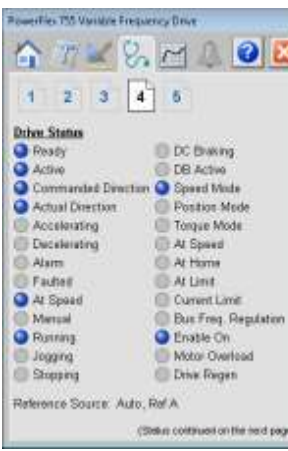 PowerFlex 755 Variable Frequency Drive
1 2 3 4 5
Drive Status
Ready
Active
Commanded Direction
Actual Direction
Accelerating
Decelerating
Alarm
Faulted
At Speed
Manual
Running
Jogging
Stopping
DC Braking
DB Active
Speed Mode
Position Mode
Torque Mode
At Speed
At Home
At Limit
Current Limit
Bus Freq. Regulation
Enable On
Motor Overload
Drive Regen
Reference Source: Auto, Ref A
(Status continued on the next page